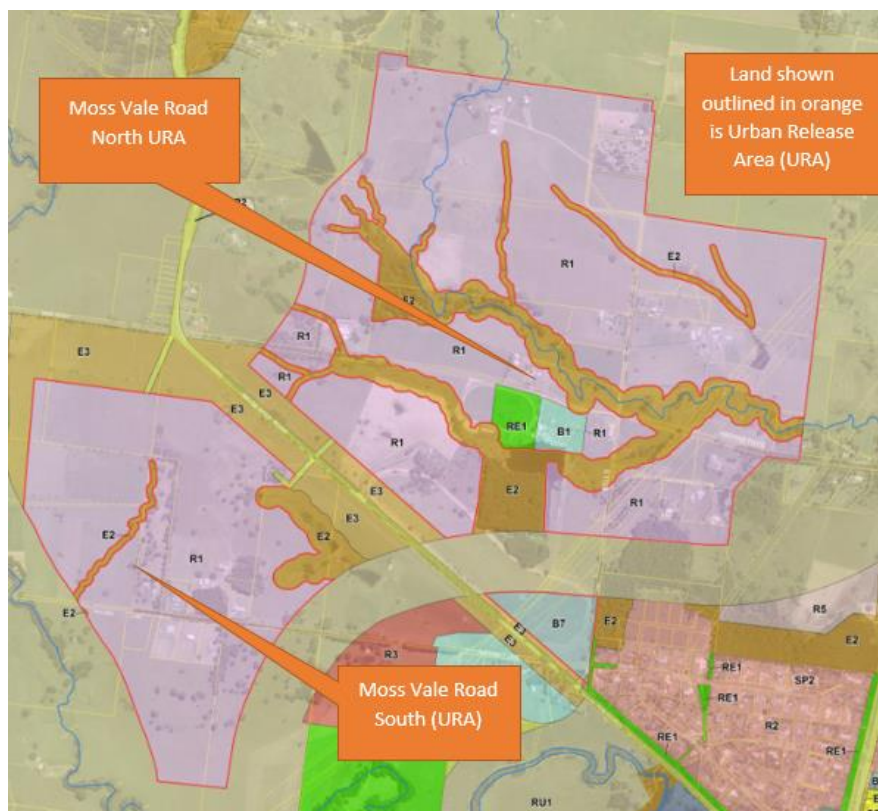 Moss Vale Road
North URA
Land shown
outlined in orange
is Urban Release
Area (URA)
E2
R1
E2
R1
R1
E3
R1
E3
E3
RE1
B1
R1
R1
E3
E2
R1
E3
E2
E2
R1
E2
R5
B7
E2
E3
E3
R3
E2
RE1
SP2
Moss Vale Road
South (URA)
RE1
R2
RE1
RE1
RU1